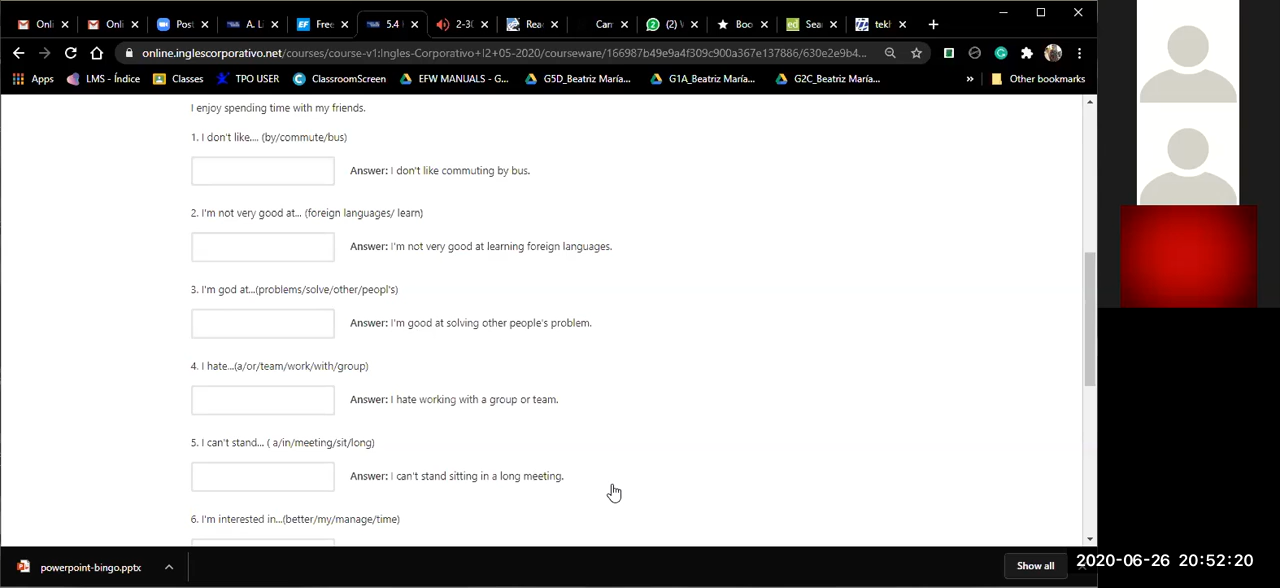 Onli
Onli
Post
A. Li
Free
5.4 I
2-3(
Rea
Cam
(2) \
Boo
Sea
tekh
online.inglescorporativo.net/courses/course-v1:Ingles-Corporativo+I2+05-2020/courseware/166987b49e9a4f309c900a367e137886/630e2e9b4...
Apps
LMS - Índice
Classes
TPO USER
ClassroomScreen
EFW MANUALS - G...
G5D_Beatriz María...
G1A_Beatriz María...
G2C_Beatriz María...
»
Other bookmarks
I enjoy spending time with my friends.
1. I don't like.... (by/commute/bus)
Answer: I don't like commuting by bus.
2. I'm not very good at... (foreign languages/ learn)
Answer: I'm not very good at learning foreign languages.
3. I'm god at...(problems/solve/other/peopl's)
Answer: I'm good at solving other people's problem.
4. I hate...(a/or/team/work/with/group)
Answer: I hate working with a group or team.
5. I can't stand... ( a/in/meeting/sit/long)
Answer: I can't stand sitting in a long meeting.
6. I'm interested in...(better/my/manage/time)
powerpoint-bingo.pptx
Show all
2020-06-26 20:52:20